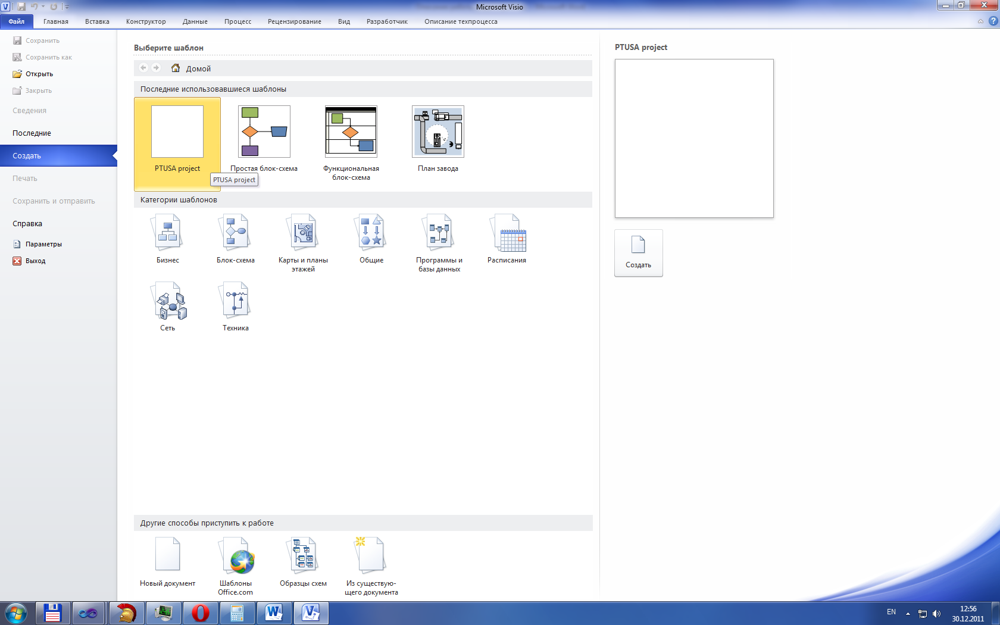 Microsoft Visio
Файл
Главная
Вставка
Конструктор
Данные
Процесс
Рецензирование
Вид
Разработчик
Описание техпроцесса
Сохранить
Сохранить как
Открыть
Закрыть
Сведения
Последние
Создать
Печать
Сохранить и отправить
Справка
Параметры
Выход
Выберите шаблон
Домой
Последние использовавшиеся шаблоны
PTUSA project
Простая блок-схема
Функциональная
блок-схема
План завода
PTUSA project
Категории шаблонов
Бизнес
Блок-схема
Карты и планы
этажей
Общие
Программы и
базы данных
Расписания
Сеть
Техника
Другие способы приступить к работе
Новый документ
Шаблоны
Office.com
Образцы схем
Из существую-
щего документа
PTUSA project
Создать
EN
12:56
30.12.2011